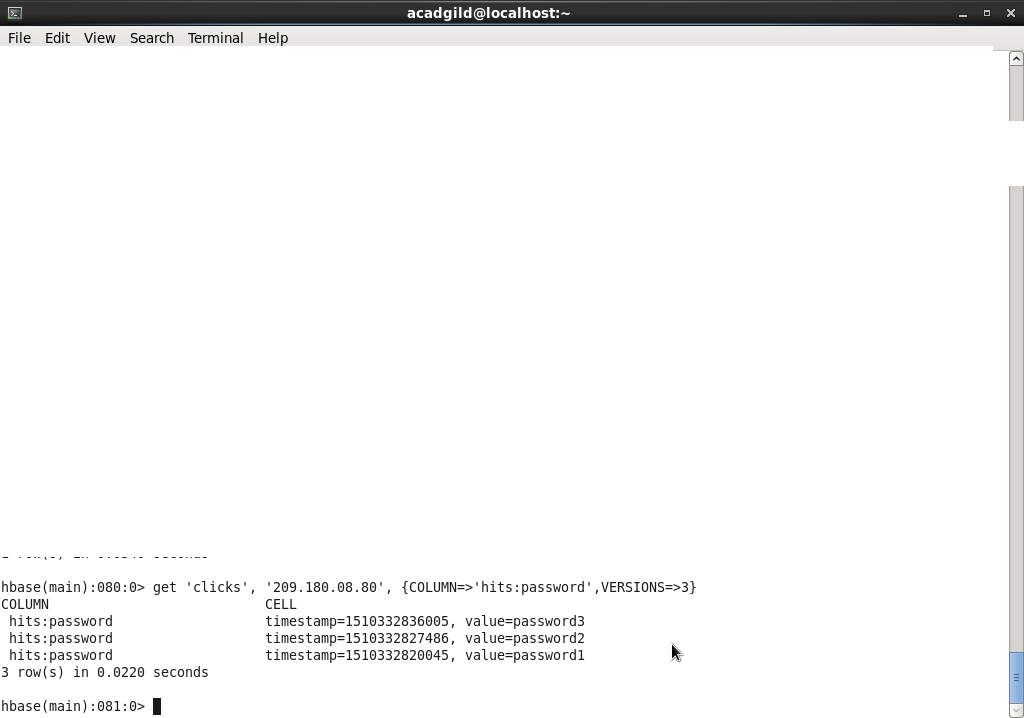 acadgild@localhost:~
File Edit View Search Terminal Help
hbase(main):080:0> get 'clicks', '209.180.08.80', {COLUMN=>'hits:password',VERSIONS=>3}
COLUMN CELL
hits:password timestamp=1510332836005, value=password3
hits:password timestamp=1510332827486, value=password2
hits:password timestamp=1510332820045, value=password1
3 row(s) in 0.0220 seconds
hbase(main):081:0>